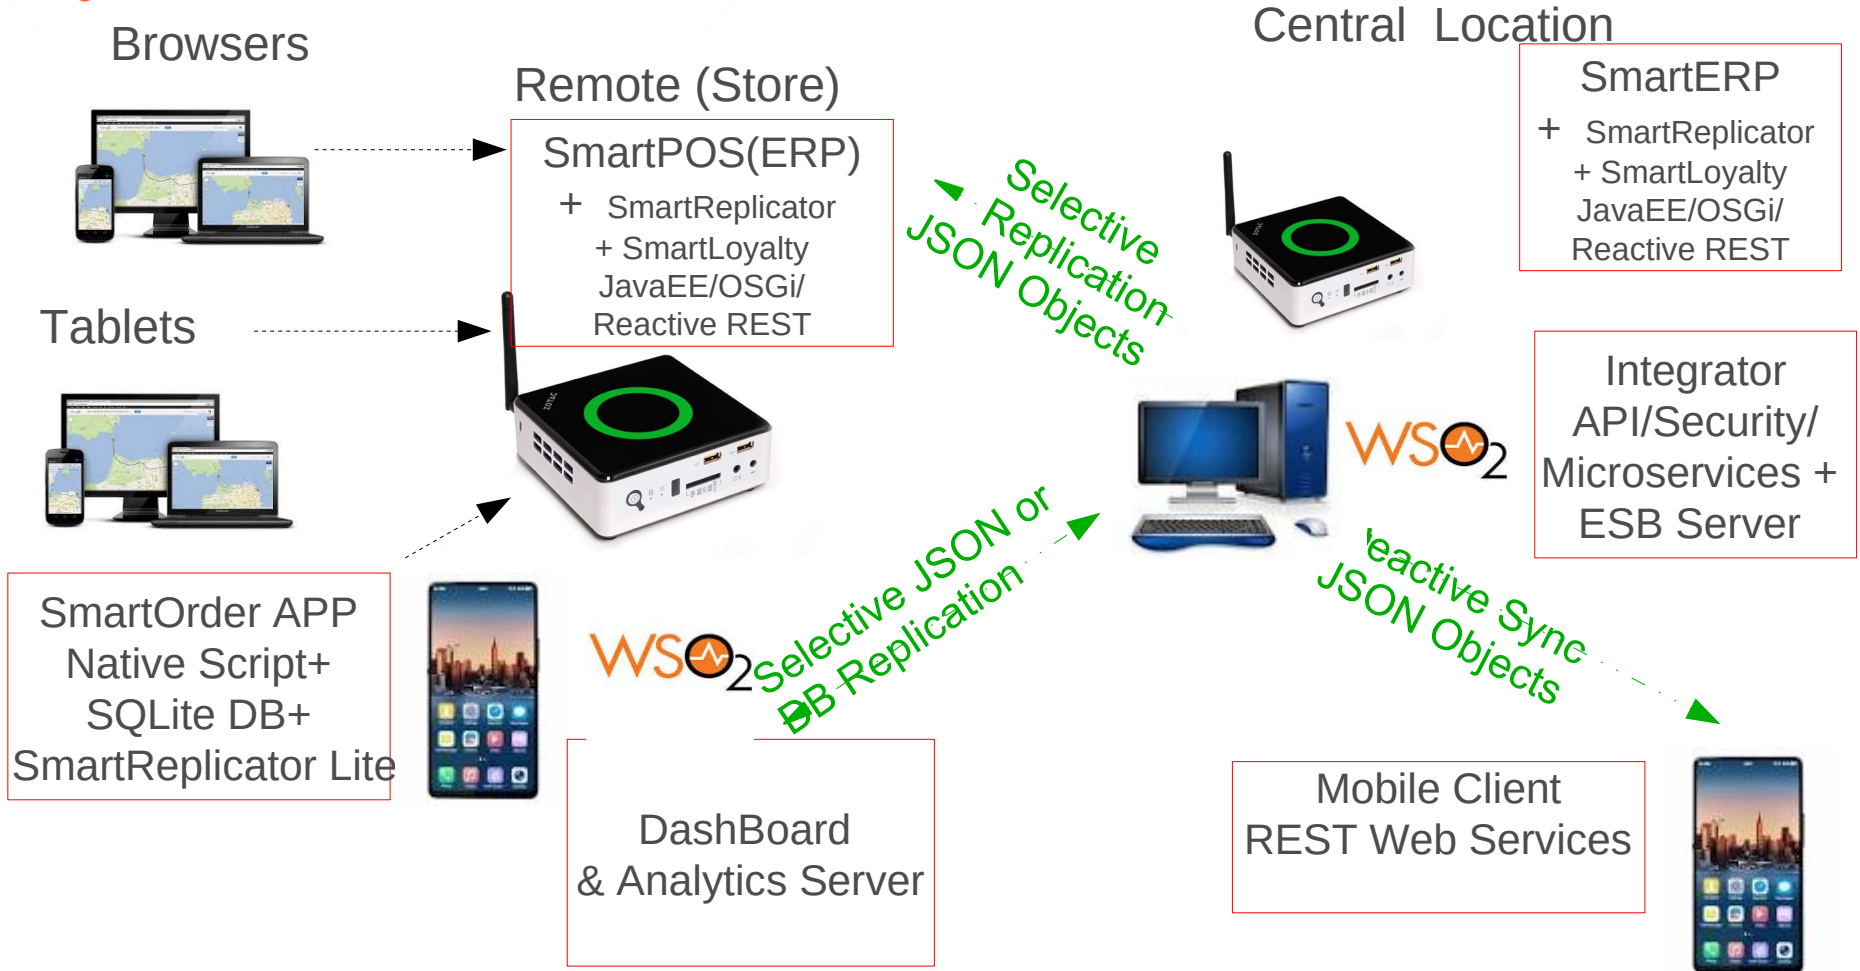 Browsers
Remote (Store)
SmartPOS(ERP)
+ SmartReplicator
+ SmartLoyalty
JavaEE/OSGi/
Reactive REST
Central Location
SmartERP
+ SmartReplicator
+ SmartLoyalty
JavaEE/OSGi/
Reactive REST
Selective
Replication
JSON Objects
Tablets
ZOTAC
Integrator
API/Security/
Microservices +
ESB Server
WSO2
SmartOrder APP
Native Script+
SQLite DB+
SmartReplicator Lite
WSO2
Selective JSON or
DB Replication
eactive Sync
JSON Objects
DashBoard
& Analytics Server
Mobile Client
REST Web Services